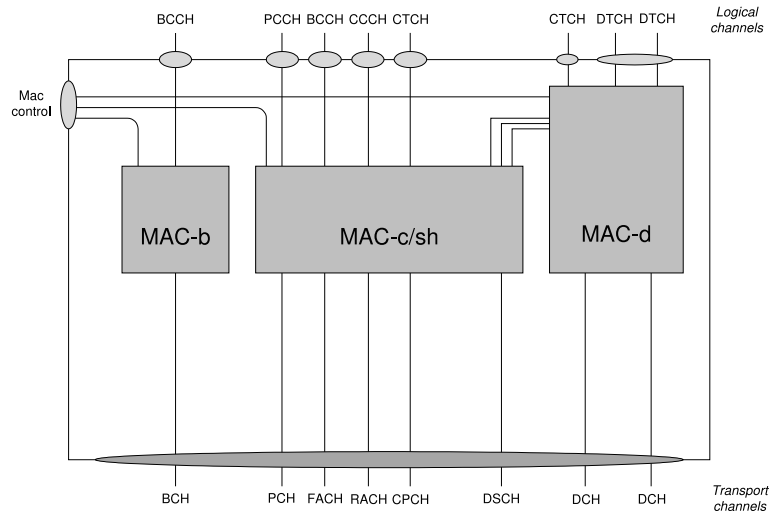 BCCH PCCH BCCH CCCH CTCH CTCH DTCH DTCH Logical channels
Mac control
MAC-b MAC-c/sh MAC-d
BCH PCH FACH RACH CPCH DSCH DCH DCH Transport channels